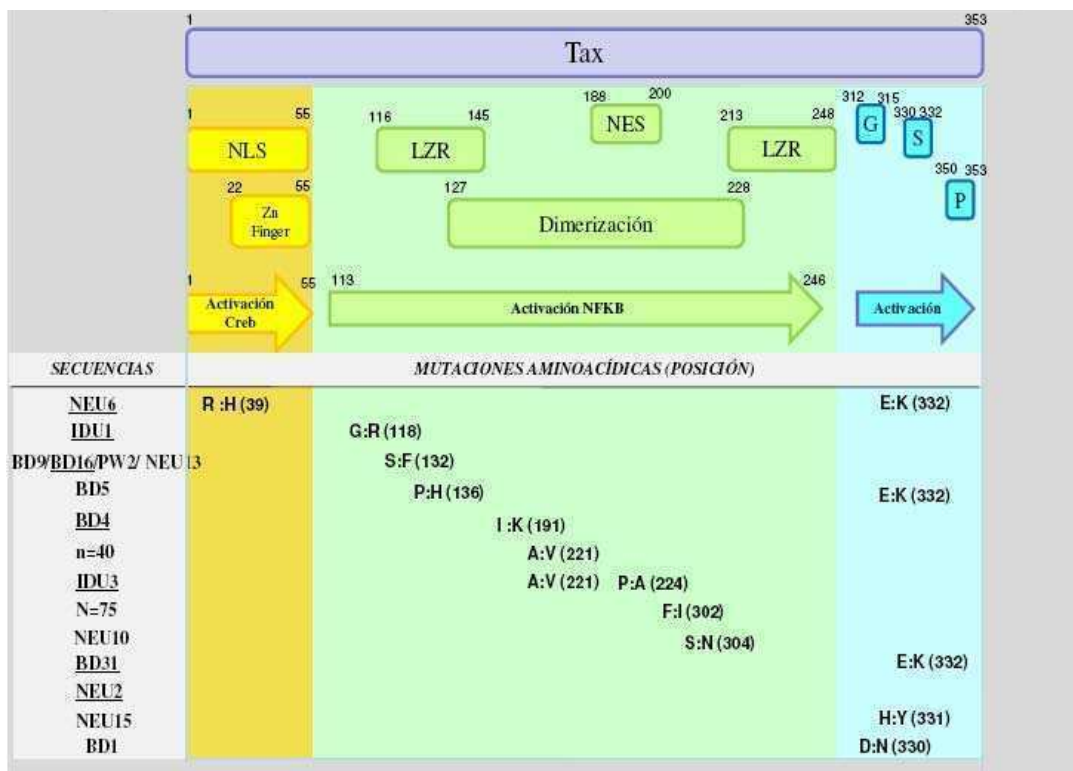 1 353
Tax
1 55 116 145 188 200 213 248 312 315 330 332
NLS LZR NES LZR G S
22 55 127 228 350 353
Zn Finger Dimerización P
1 55 113 246
Activación Creb Activación NFKB Activación
SECUENCIAS MUTACIONES AMINOACÍDICAS (POSICIÓN)
NEU6 R :H (39) E:K (332)
IDU1 G:R (118)
BD9/BD16/PW2/ NEU13 S:F (132)
BD5 P:H (136) E:K (332)
BD4 I :K (191)
n=40 A:V (221)
IDU3 A:V (221) P:A (224)
N=75 F:I (302)
NEU10 S:N (304)
BD31 E:K (332)
NEU2
NEU15 H:Y (331)
BD1 D:N (330)